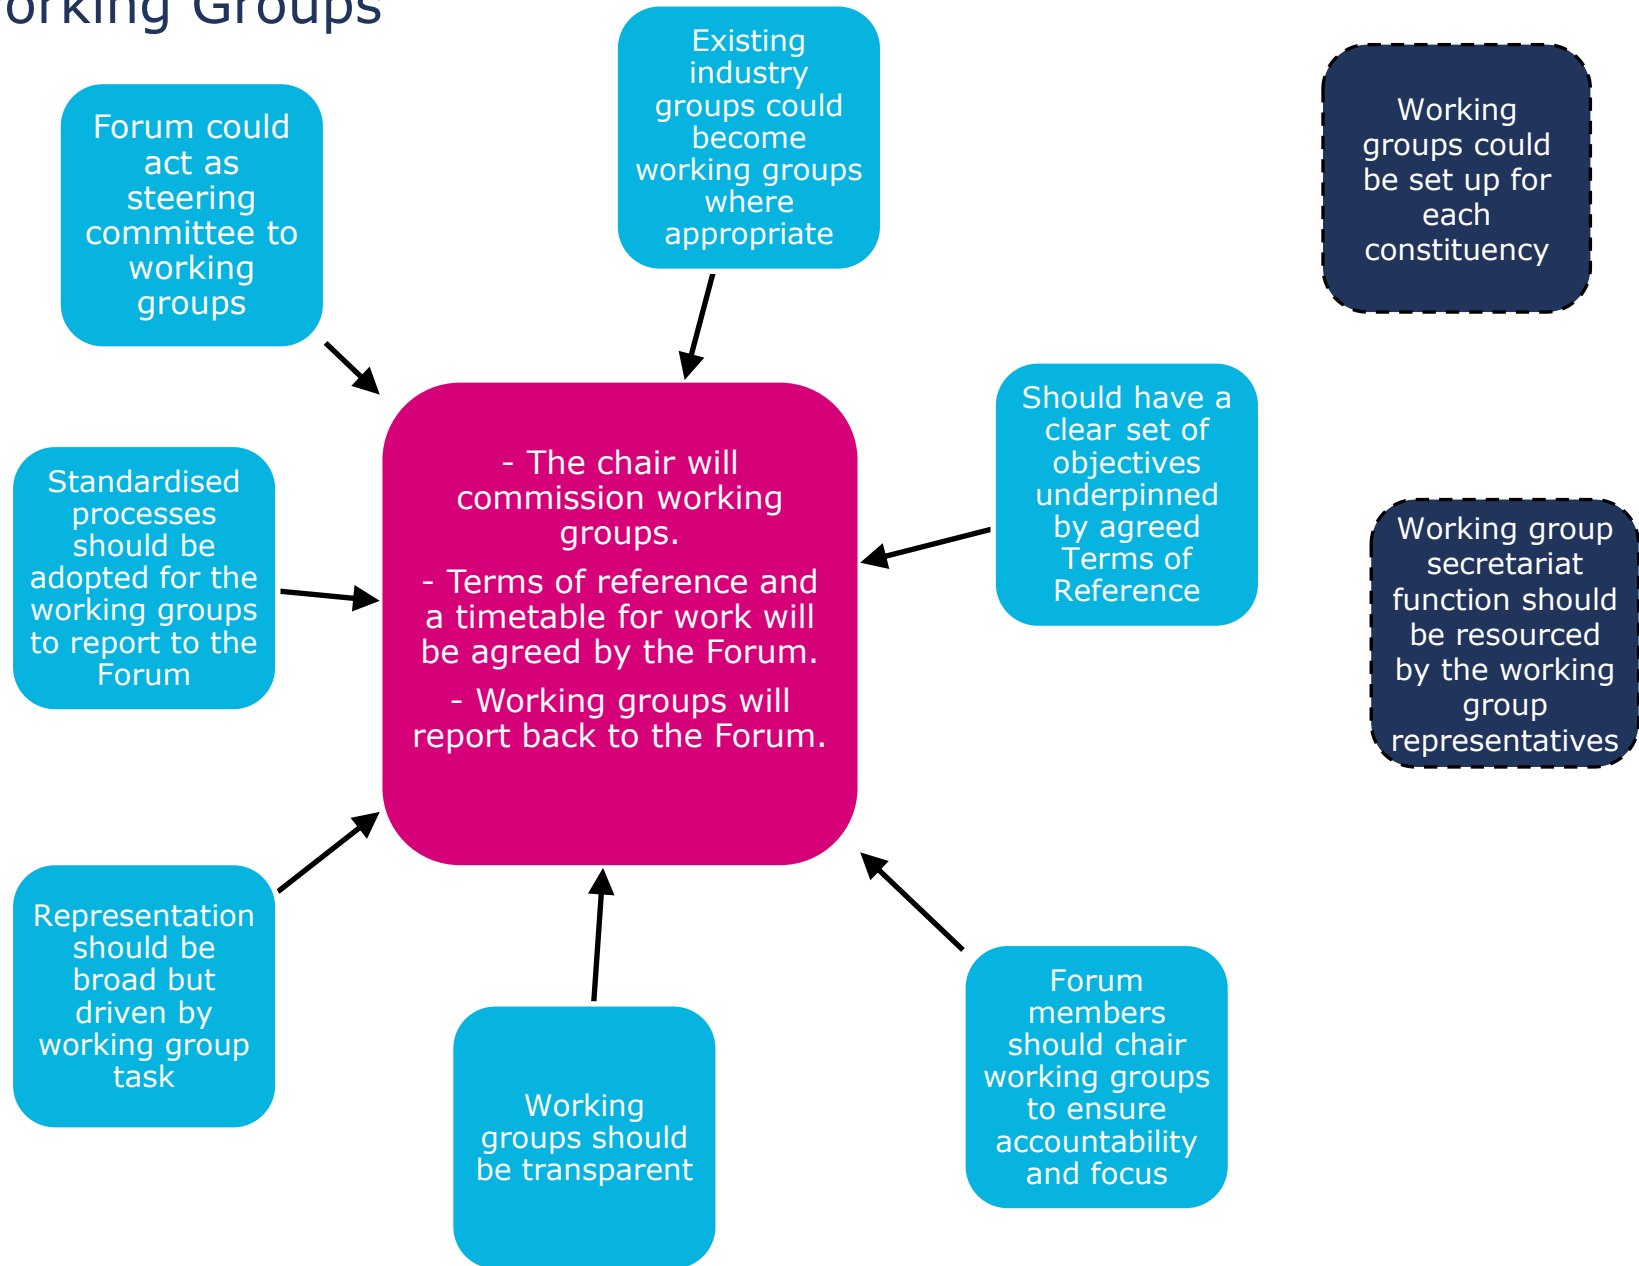 orking Groups
Existing
industry
groups could
become
working groups
where
appropriate
Forum could
act as
steering
committee to
working
groups
Working
groups could
be set up for
each
constituency
Should have a
clear set of
objectives
underpinned
by agreed
Terms of
Reference
- The chair will
commission working
groups.
- Terms of reference and
a timetable for work will
be agreed by the Forum.
- Working groups will
report back to the Forum.
Standardised
processes
should be
adopted for the
working groups
to report to the
Forum
Working group
secretariat
function should
be resourced
by the working
group
representatives
Representation
should be
broad but
driven by
working group
task
Working
groups should
be transparent
Forum
members
should chair
working groups
to ensure
accountability
and focus